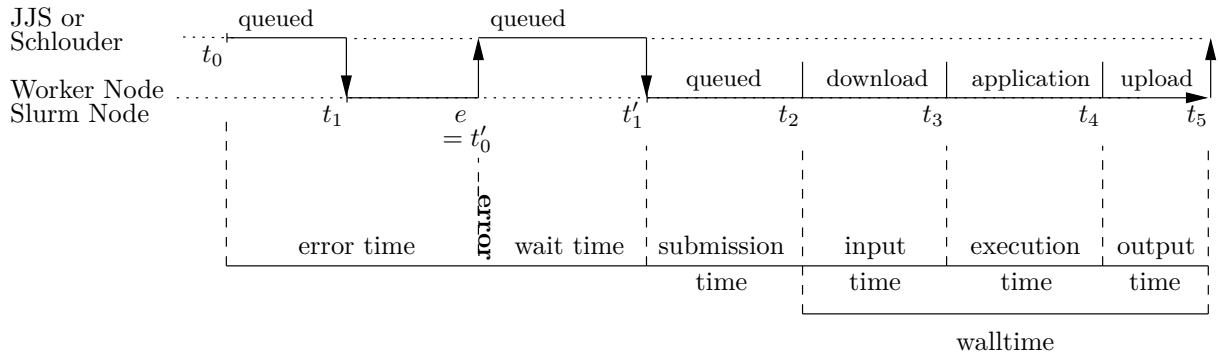 JJS or
Schlouder
queued
queued
t₀
Worker Node
Slurm Node
queued
download
application
upload
t₁
e
= t′₀
t′₁
t₂
t₃
t₄
t₅
error
error time
wait time
submission
time
input
time
execution
time
output
time
walltime